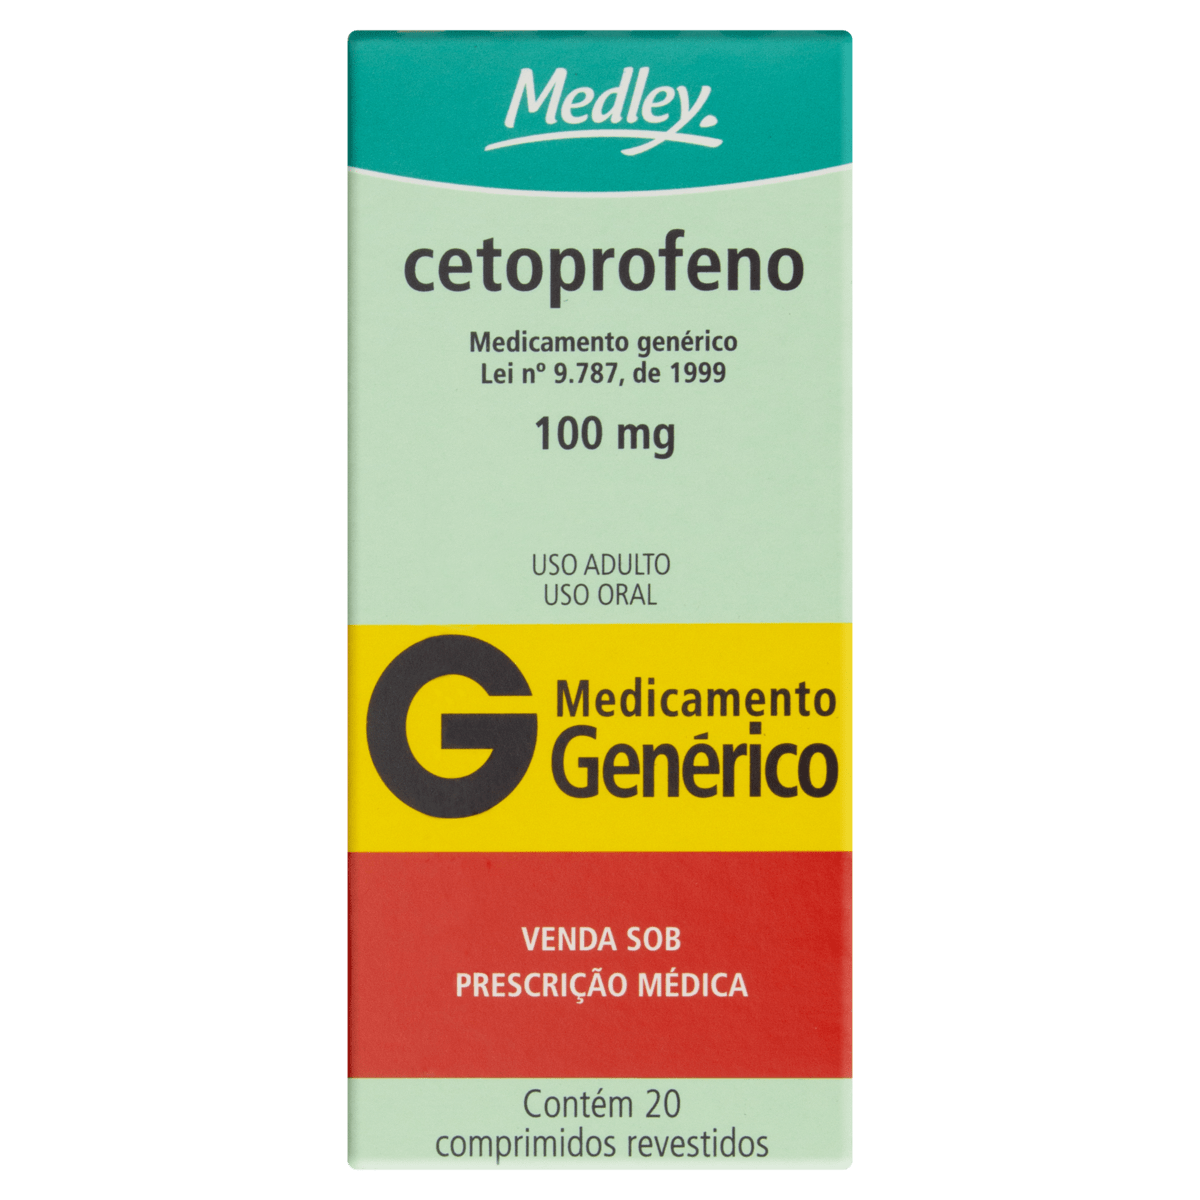 Medley.
cetoprofeno
Medicamento genérico
Lei nº 9.787, de 1999
100 mg
USO ADULTO
USO ORAL
G Medicamento
Genérico
VENDA SOB
PRESCRIÇÃO MÉDICA
Contém 20
comprimidos revestidos